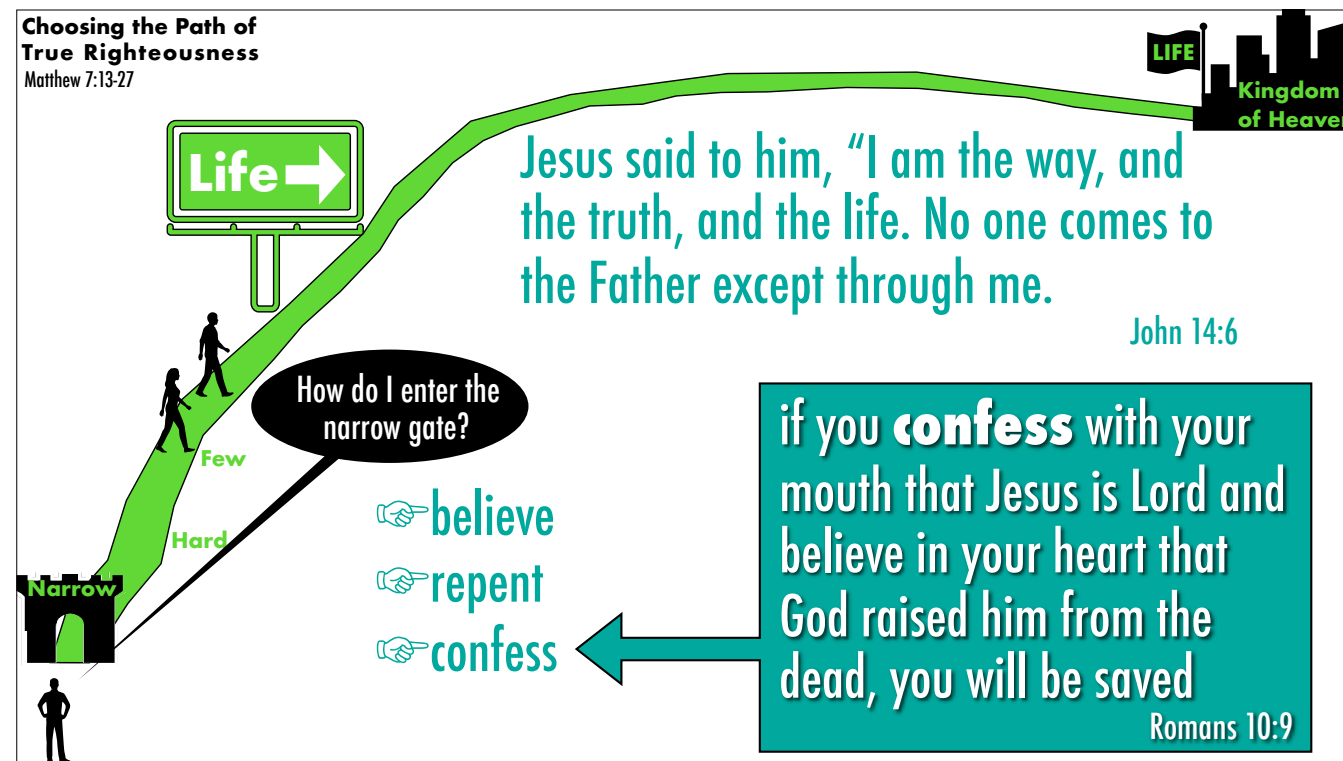 Choosing the Path of
True Righteousness
Matthew 7:13-27
LIFE
Kingdom
of Heaven
Life
Jesus said to him, “I am the way, and
the truth, and the life. No one comes to
the Father except through me.
John 14:6
How do I enter the
narrow gate?
Few
Hard
Narrow
believe
repent
confess
if you confess with your
mouth that Jesus is Lord and
believe in your heart that
God raised him from the
dead, you will be saved
Romans 10:9